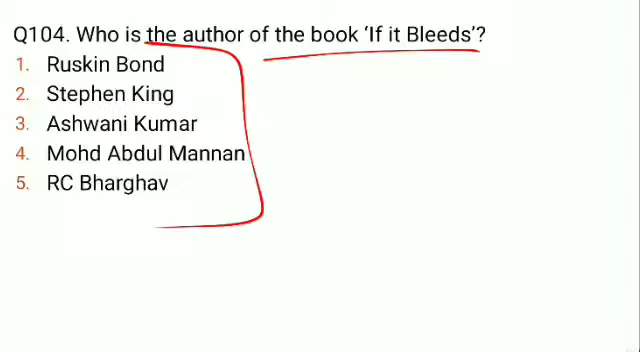 Q104. Who is the author of the book ‘If it Bleeds’?
1. Ruskin Bond
2. Stephen King
3. Ashwani Kumar
4. Mohd Abdul Mannan
5. RC Bharghav